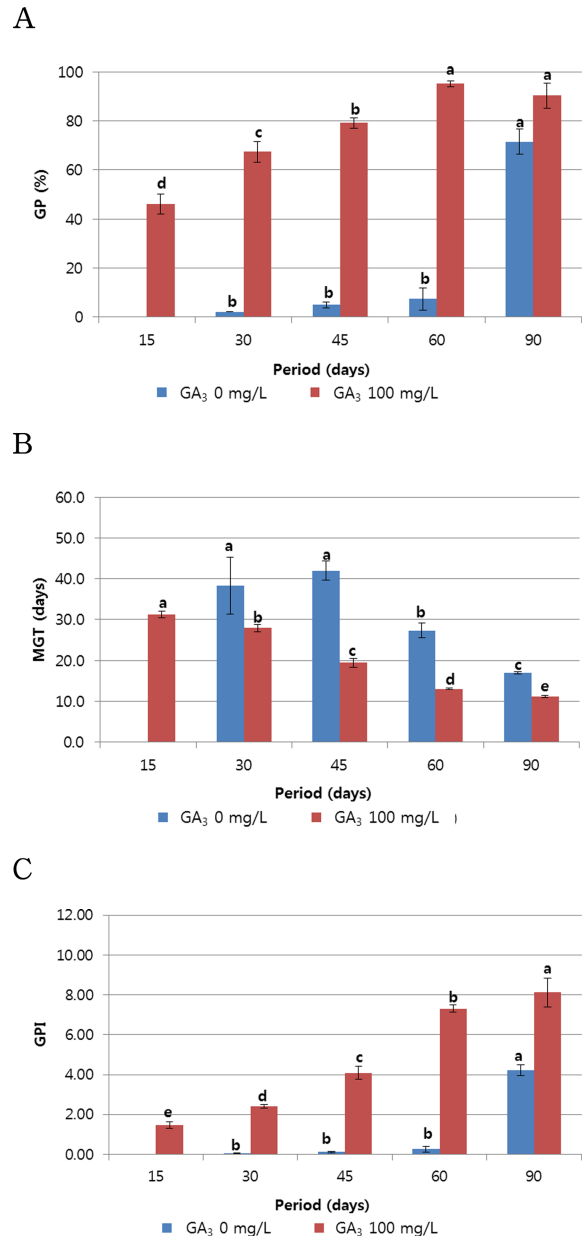 A
100
80
60
40
20
0
GP (%)
d
c
b
a
a
b
b
b
a
15 30 45 60 90
Period (days)
GA₃ 0 mg/L GA₃ 100 mg/L
B
60.0
50.0
40.0
30.0
20.0
10.0
0.0
MGT (days)
a
a
b
a
c
b
d
c
e
15 30 45 60 90
Period (days)
GA₃ 0 mg/L GA₃ 100 mg/L )
C
12.00
10.00
8.00
6.00
4.00
2.00
0.00
GPI
e
b
d
b
c
b
b
a
a
15 30 45 60 90
Period (days)
GA₃ 0 mg/L GA₃ 100 mg/L